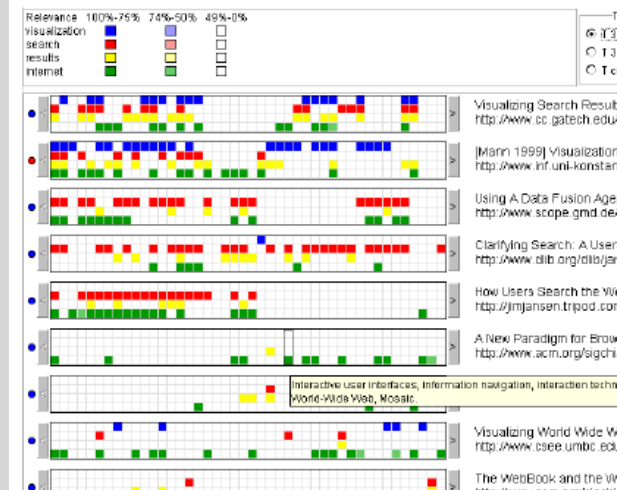 Relevance 100%-75% 74%-50% 49%-0%
visualization
search
results
internet
Visualizing Search Result
http://www.cc.gatech.edu
[Mann 1999] Visualization
http://www.inf.uni-konstan
Using A Data Fusion Age
http://www.scope.gmd.de
Clarifying Search: A User
http://www.dlib.org/dlib/jar
How Users Search the We
http://jimjansen.tripod.cor
A New Paradigm for Brow
http://www.acm.org/sigchi
Interactive user interfaces, information navigation, interaction techn
World-Wide Web, Mosaic.
Visualizing World Wide W
http://www.csee.umbc.edu
The WebBook and the W